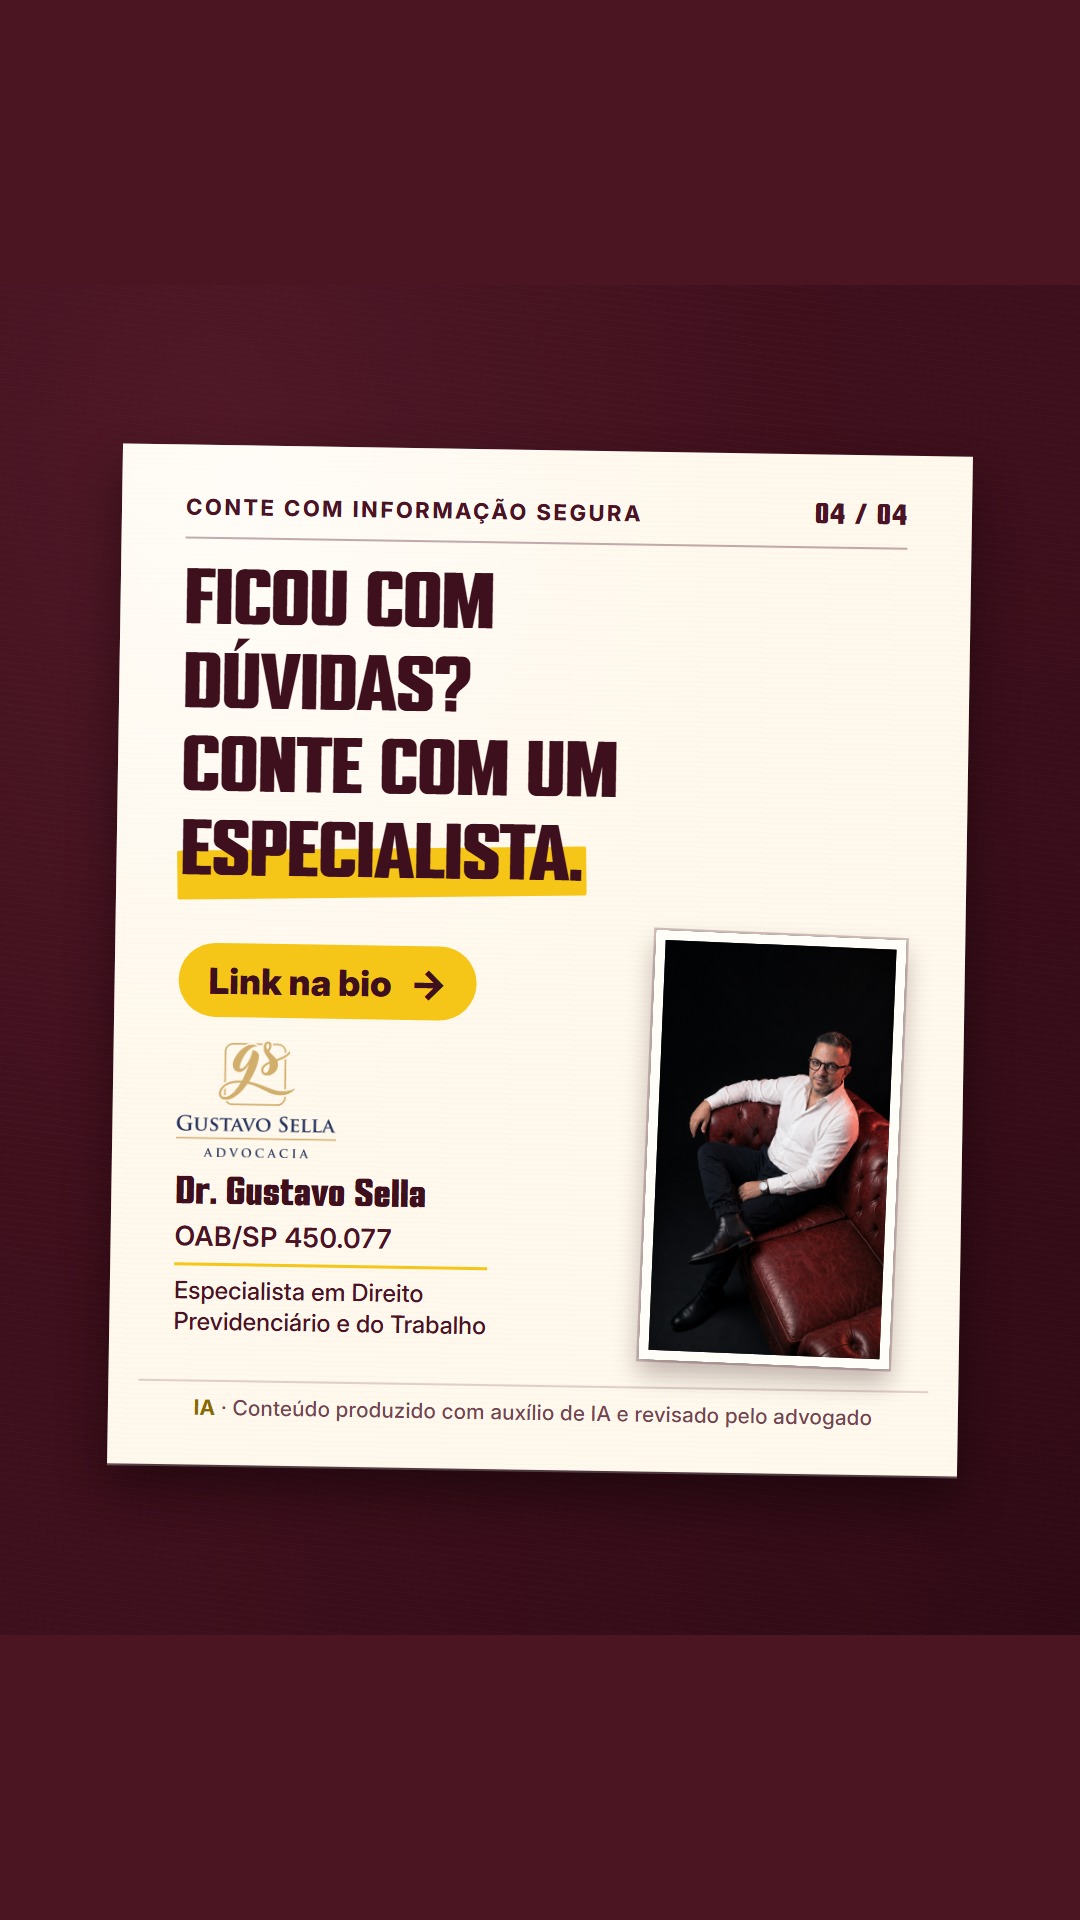 CONTE COM INFORMAÇÃO SEGURA
04 / 04
FICOU COM
DÚVIDAS?
CONTE COM UM
ESPECIALISTA.
Link na bio →
gs
GUSTAVO SELLA
ADVOCACIA
Dr. Gustavo Sella
OAB/SP 450.077
Especialista em Direito
Previdenciário e do Trabalho
IA · Conteúdo produzido com auxílio de IA e revisado pelo advogado